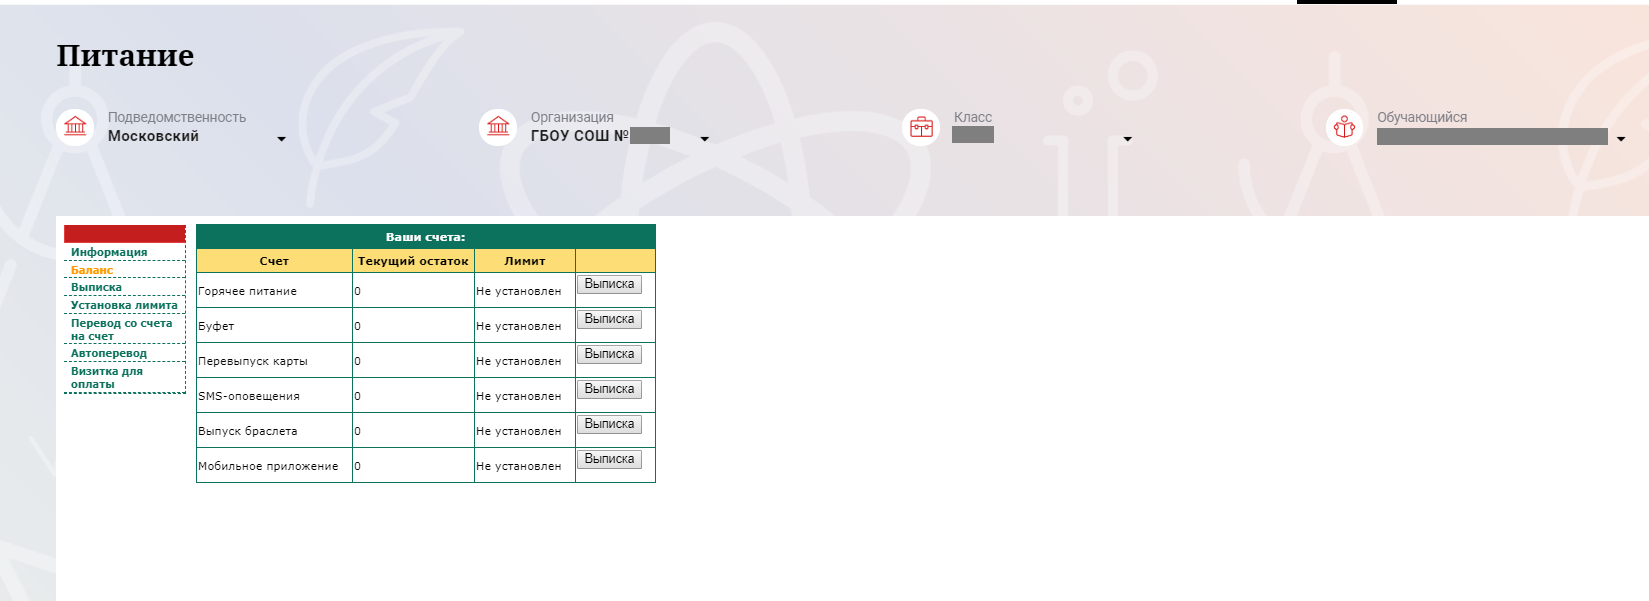 Питание
Подведомственность
Московский
Организация
ГБОУ СОШ №
Класс
Обучающийся
Информация
Баланс
Выписка
Установка лимита
Перевод со счета
на счет
Автоперевод
Визитка для
оплаты
Ваши счета:
Счет Текущий остаток Лимит
Горячее питание 0 Не установлен Выписка
Буфет 0 Не установлен Выписка
Перевыпуск карты 0 Не установлен Выписка
SMS-оповещения 0 Не установлен Выписка
Выпуск браслета 0 Не установлен Выписка
Мобильное приложение 0 Не установлен Выписка